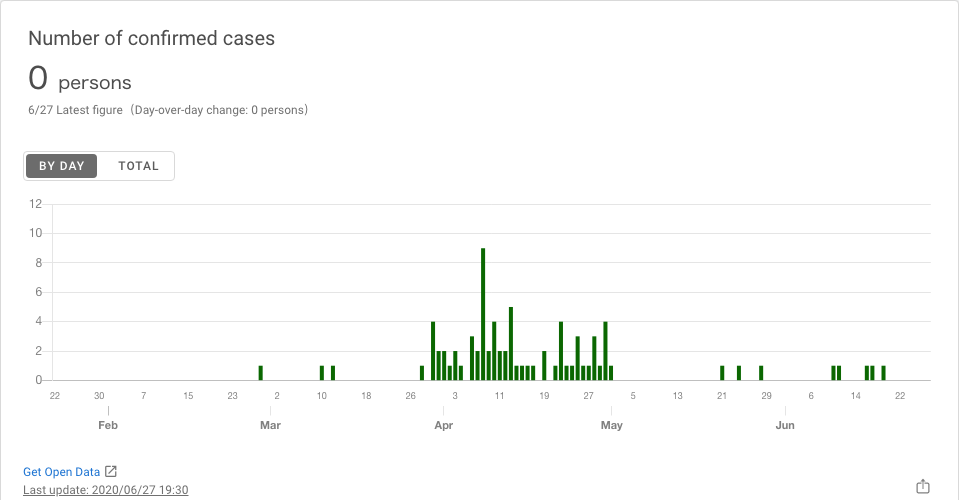 Number of confirmed cases
0 persons
6/27 Latest figure（Day-over-day change: 0 persons）
BY DAY TOTAL
12
10
8
6
4
2
0
22 30 7 15 23 2 10 18 26 3 11 19 27 5 13 21 29 6 14 22
Feb Mar Apr May Jun
Get Open Data
Last update: 2020/06/27 19:30